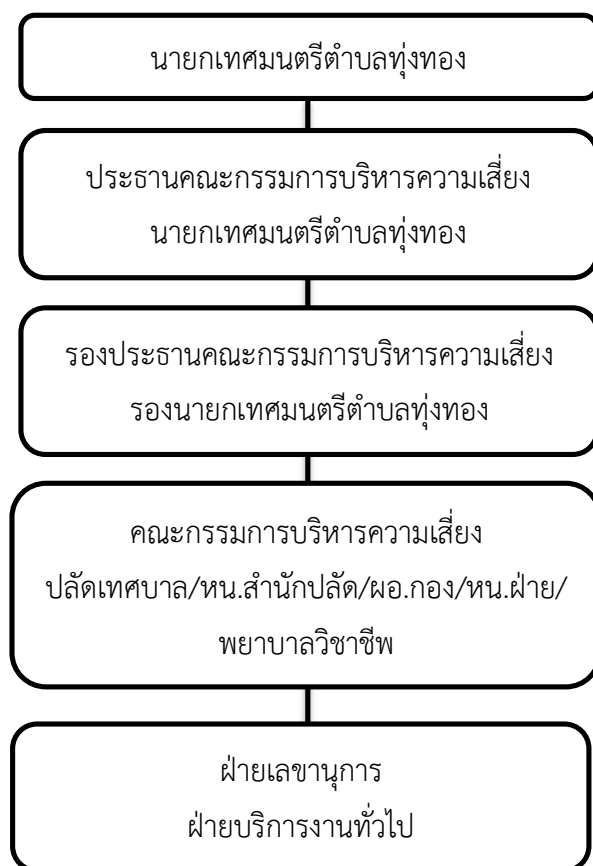 นายกเทศมนตรีตำบลทุ่งทอง
ประธานคณะกรรมการบริหารความเสี่ยง
นายกเทศมนตรีตำบลทุ่งทอง
รองประธานคณะกรรมการบริหารความเสี่ยง
รองนายกเทศมนตรีตำบลทุ่งทอง
คณะกรรมการบริหารความเสี่ยง
ปลัดเทศบาล/หน.สำนักปลัด/ผอ.กอง/หน.ฝ่าย/
พยาบาลวิชาชีพ
ฝ่ายเลขานุการ
ฝ่ายบริการงานทั่วไป